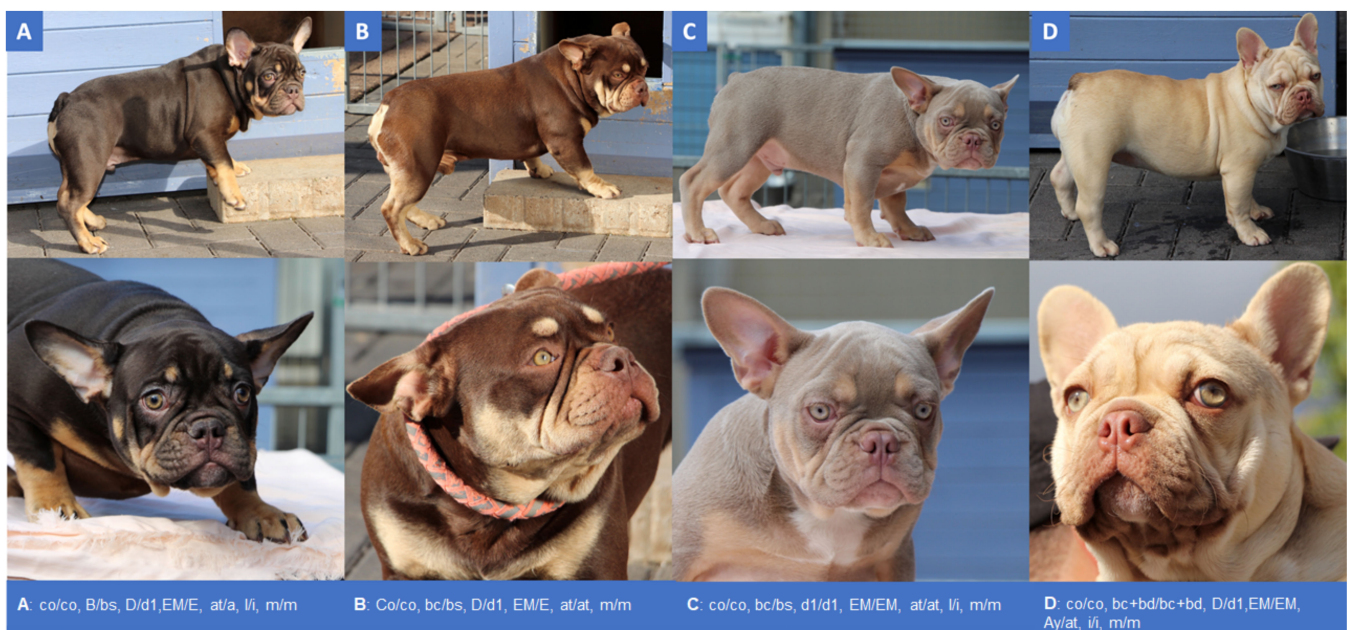 A
B
C
D
A: co/co, B/bs, D/d1,EM/E, at/a, I/i, m/m
B: Co/co, bc/bs, D/d1, EM/E, at/at, m/m
C: co/co, bc/bs, d1/d1, EM/EM, at/at, I/i, m/m
D: co/co, bc+bd/bc+bd, D/d1,EM/EM,
Ay/at, i/i, m/m